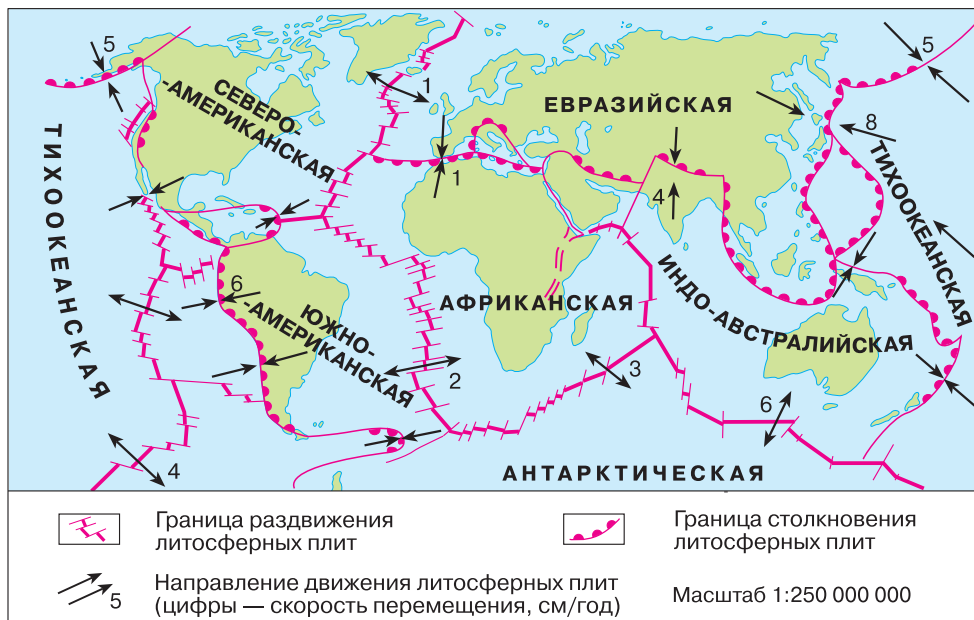 5
5
1
СЕВЕРО-
-АМЕРИКАНСКАЯ
ЕВРАЗИЙСКАЯ
8
ТИХООКЕАНСКАЯ
ТИХООКЕАНСКАЯ
1
4
6
ЮЖНО-
-АМЕРИКАНСКАЯ
АФРИКАНСКАЯ
ИНДО-АВСТРАЛИЙСКАЯ
2
3
6
4
АНТАРКТИЧЕСКАЯ
Граница раздвижения
литосферных плит
Граница столкновения
литосферных плит
5
Направление движения литосферных плит
(цифры — скорость перемещения, см/год)
Масштаб 1:250 000 000